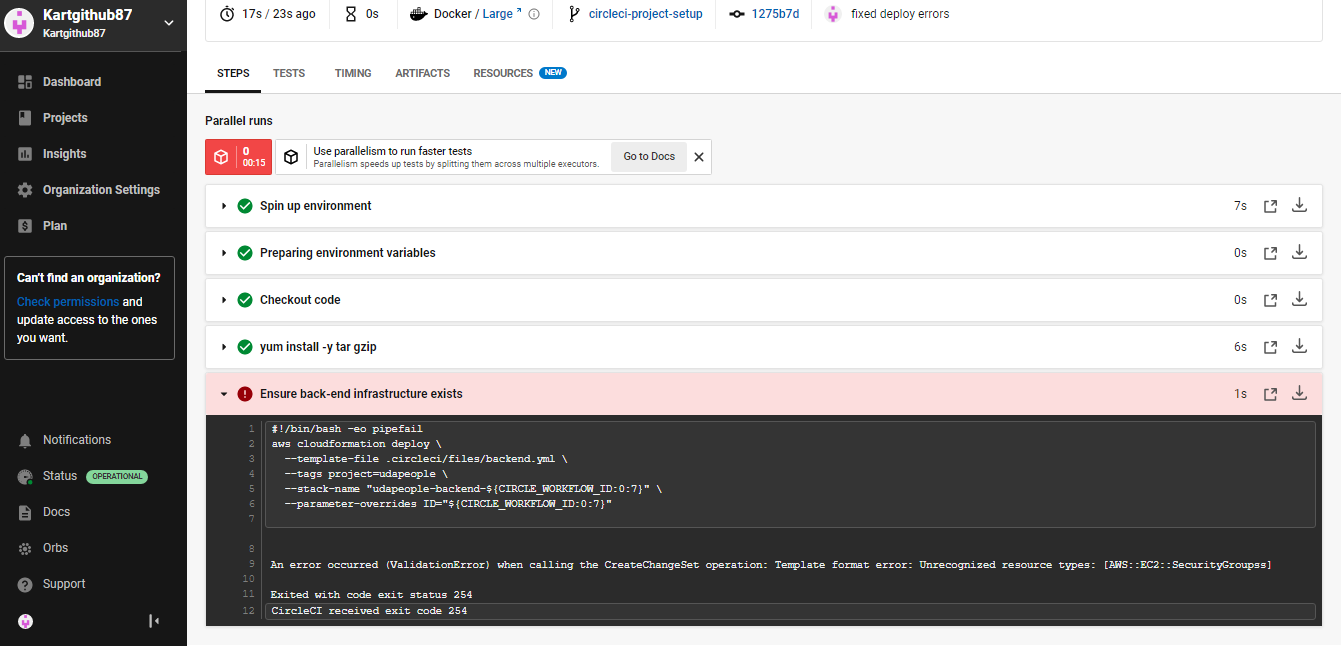 Kartgithub87
Kartgithub87
Dashboard
Projects
Insights
Organization Settings
Plan
Can't find an organization?
Check permissions and
update access to the ones
you want.
Notifications
Status OPERATIONAL
Docs
Orbs
Support
17s / 23s ago 0s Docker / Large circleci-project-setup 1275b7d fixed deploy errors
STEPS TESTS TIMING ARTIFACTS RESOURCES NEW
Parallel runs
0
00:15
Use parallelism to run faster tests
Parallelism speeds up tests by splitting them across multiple executors.
Go to Docs
Spin up environment 7s
Preparing environment variables 0s
Checkout code 0s
yum install -y tar gzip 6s
Ensure back-end infrastructure exists 1s
1 #!/bin/bash -eo pipefail
2 aws cloudformation deploy \
3 --template-file .circleci/files/backend.yml \
4 --tags project=udapeople \
5 --stack-name "udapeople-backend-${CIRCLE_WORKFLOW_ID:0:7}" \
6 --parameter-overrides ID="${CIRCLE_WORKFLOW_ID:0:7}"
7
8
9 An error occurred (ValidationError) when calling the CreateChangeSet operation: Template format error: Unrecognized resource types: [AWS::EC2::SecurityGroupss]
10
11 Exited with code exit status 254
12 CircleCI received exit code 254